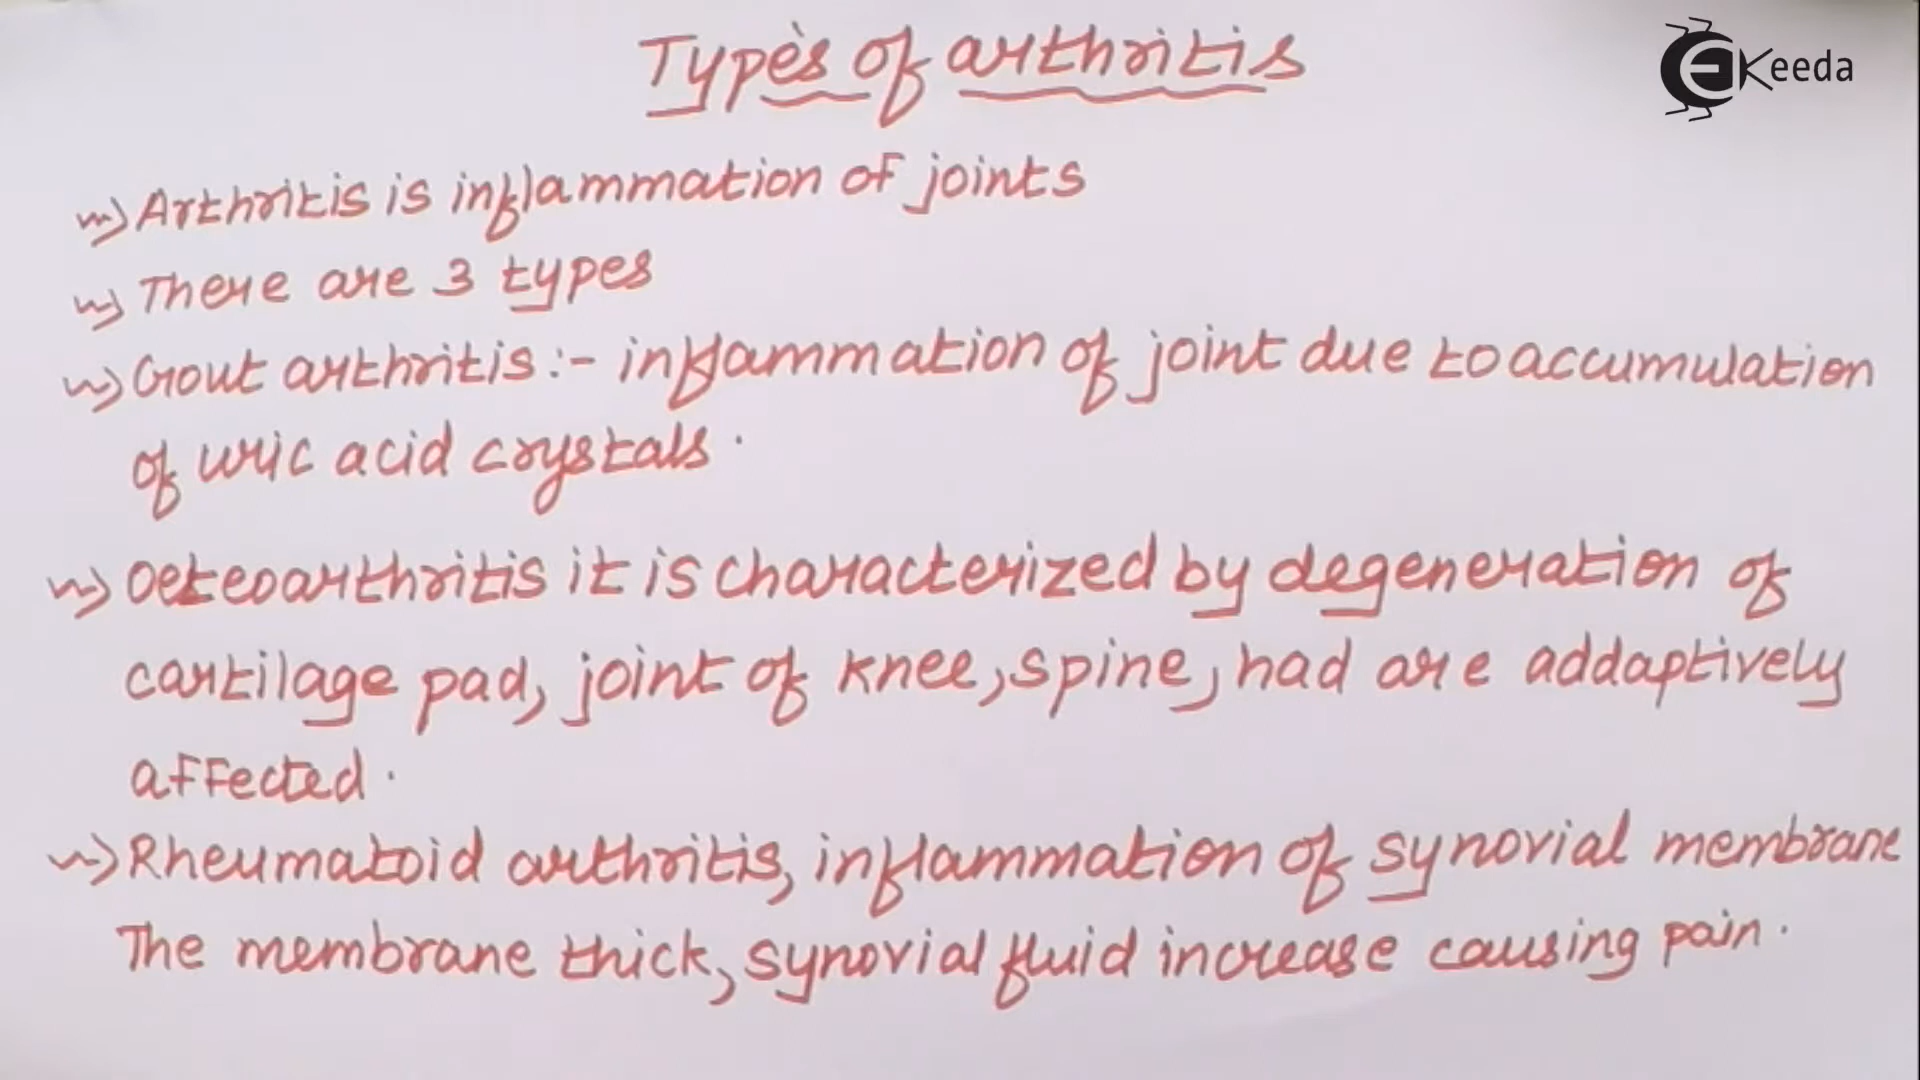 Types of arthritis
EKeeda
Arthritis is inflammation of joints
There are 3 types
Grout arthritis :- inflammation of joint due to accumulation
of uric acid crystals.
Oeteoarthritis it is characterized by degeneration of
cartilage pad, joint of knee, spine, had are addaptively
affected.
Rheumatoid arthritis, inflammation of synovial membrane
The membrane thick, synovial fluid increase causing pain.